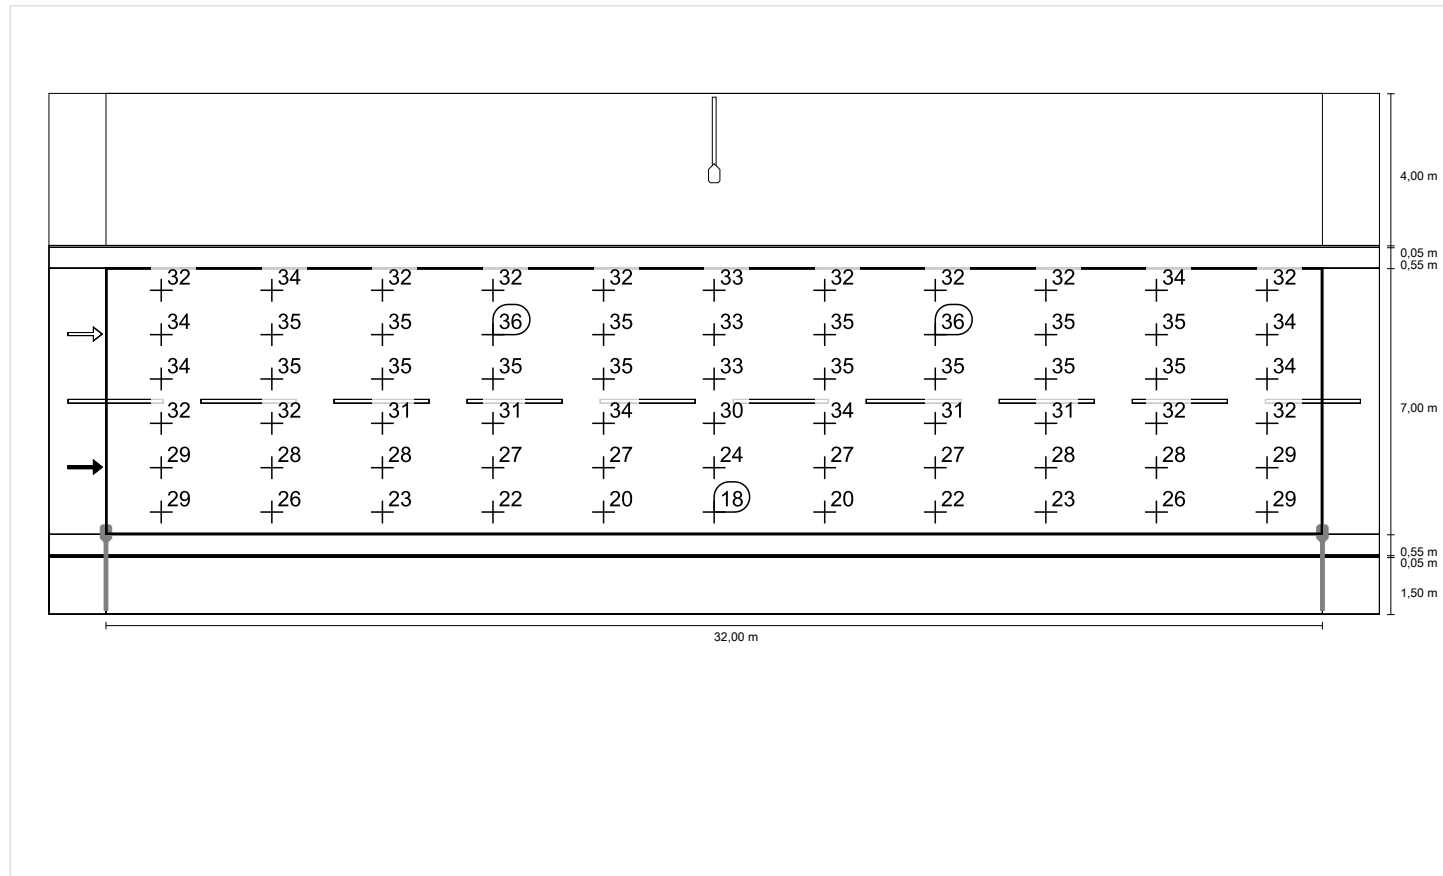 4,00 m
0,05 m
0,55 m
32 34 32 32 32 33 32 32 32 34 32
34 35 35 36 35 33 35 36 35 35 34
34 35 35 35 35 33 35 35 35 35 34
7,00 m
32 32 31 31 34 30 34 31 31 32 32
29 28 28 27 27 24 27 27 28 28 29
29 26 23 22 20 18 20 22 23 26 29
0,55 m
0,05 m
1,50 m
32,00 m